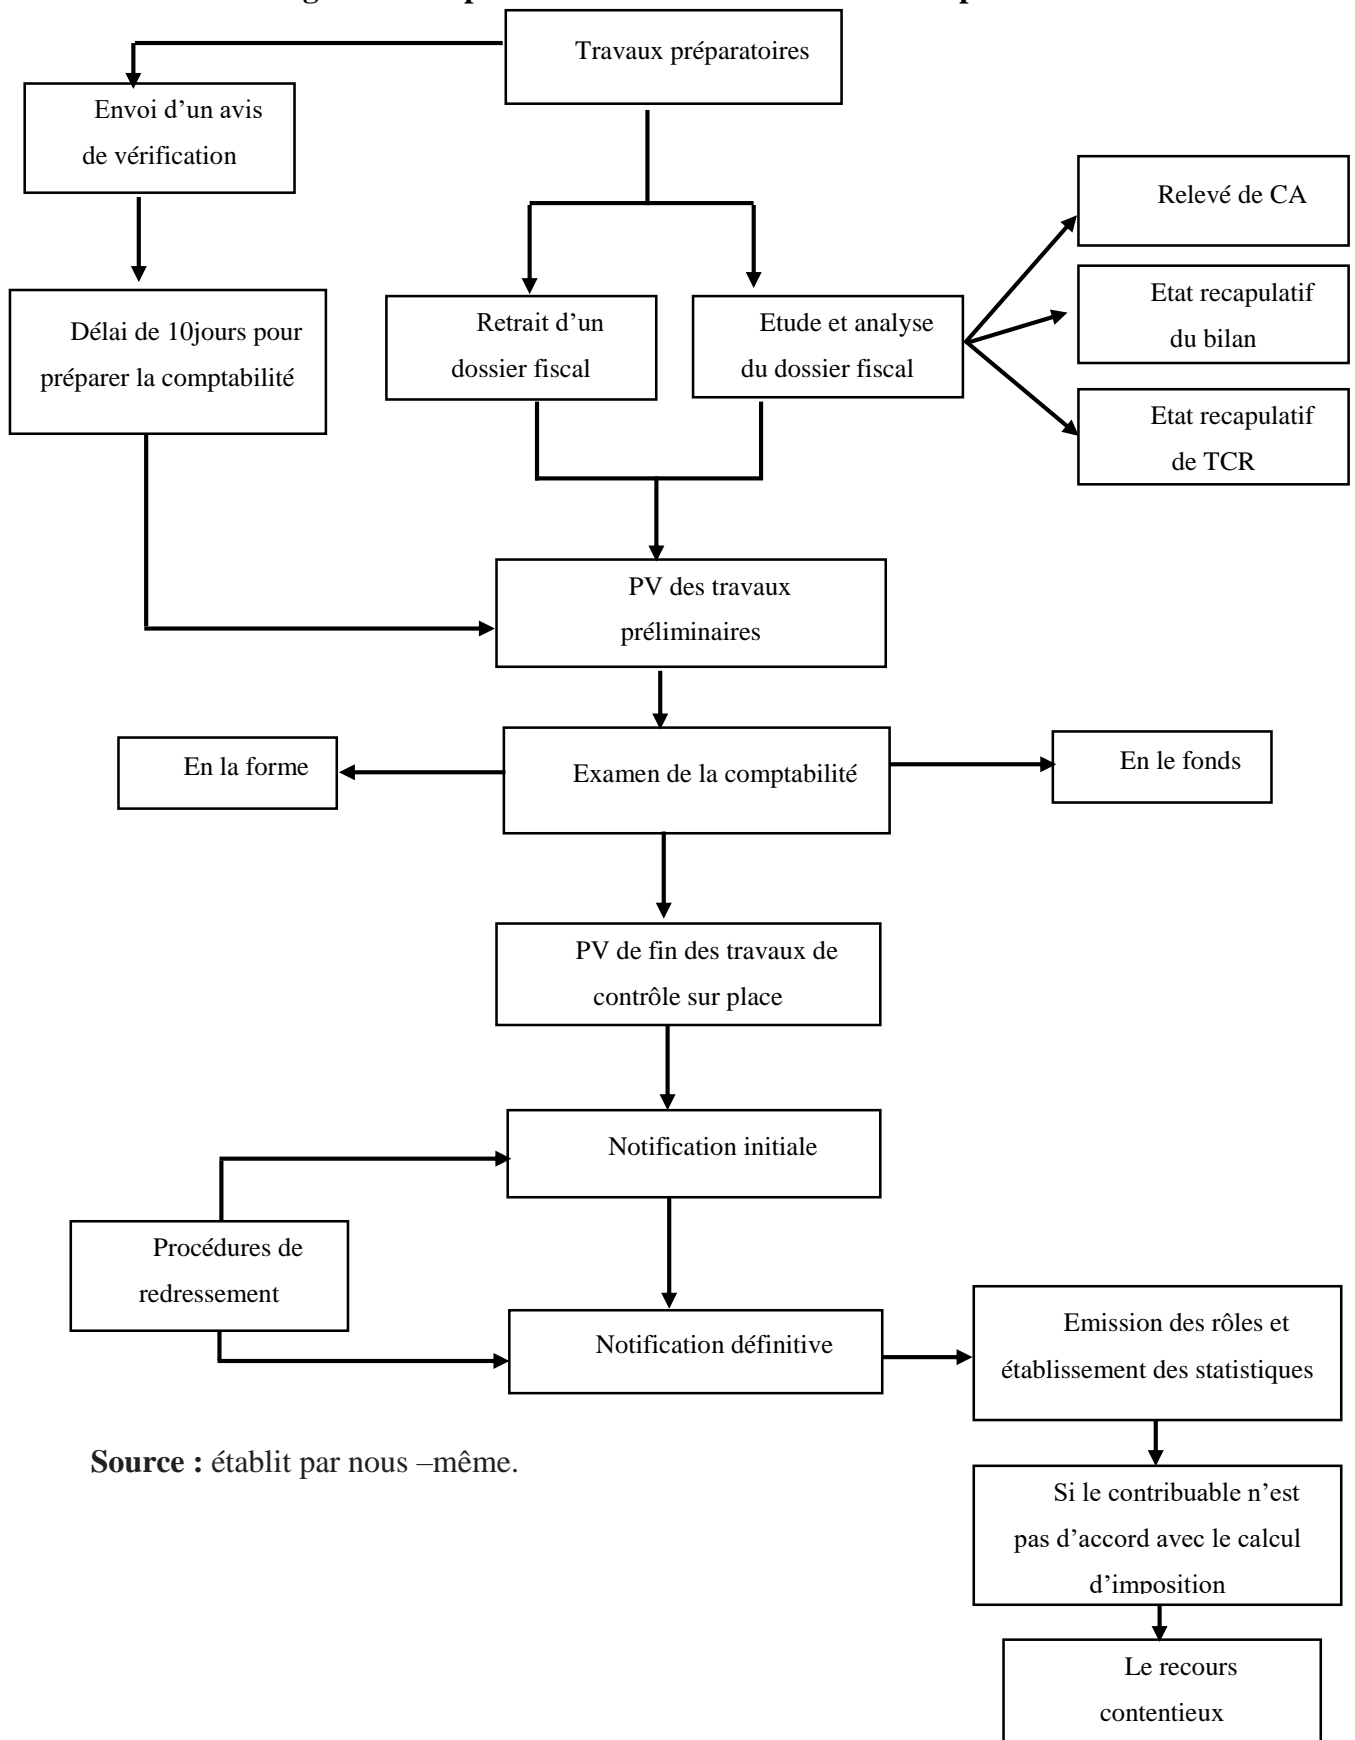 Travaux préparatoires
Envoi d’un avis
de vérification
Relevé de CA
Délai de 10jours pour
préparer la comptabilité
Retrait d’un
dossier fiscal
Etude et analyse
du dossier fiscal
Etat recapulatif
du bilan
Etat recapulatif
de TCR
PV des travaux
préliminaires
En la forme
Examen de la comptabilité
En le fonds
PV de fin des travaux de
contrôle sur place
Notification initiale
Procédures de
redressement
Notification définitive
Emission des rôles et
établissement des statistiques
Source : établit par nous –même.
Si le contribuable n’est
pas d’accord avec le calcul
d’imposition
Le recours
contentieux